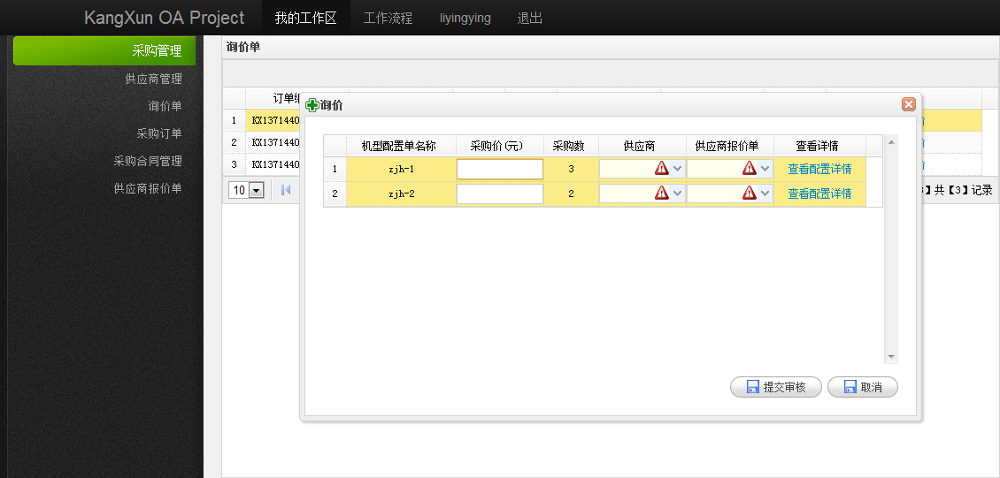 KangXun OA Project 我的工作区 工作流程 liyingying 退出
采购管理
供应商管理
询价单
采购订单
采购合同管理
供应商报价单
询价单
订单
1 KX1371440
2 KX1371440
3 KX1371440
10
】共【3】记录
询价
机型配置单名称 采购价(元) 采购数 供应商 供应商报价单 查看详情
1 zjh-1 3 查看配置详情
2 zjh-2 2 查看配置详情
提交审核 取消